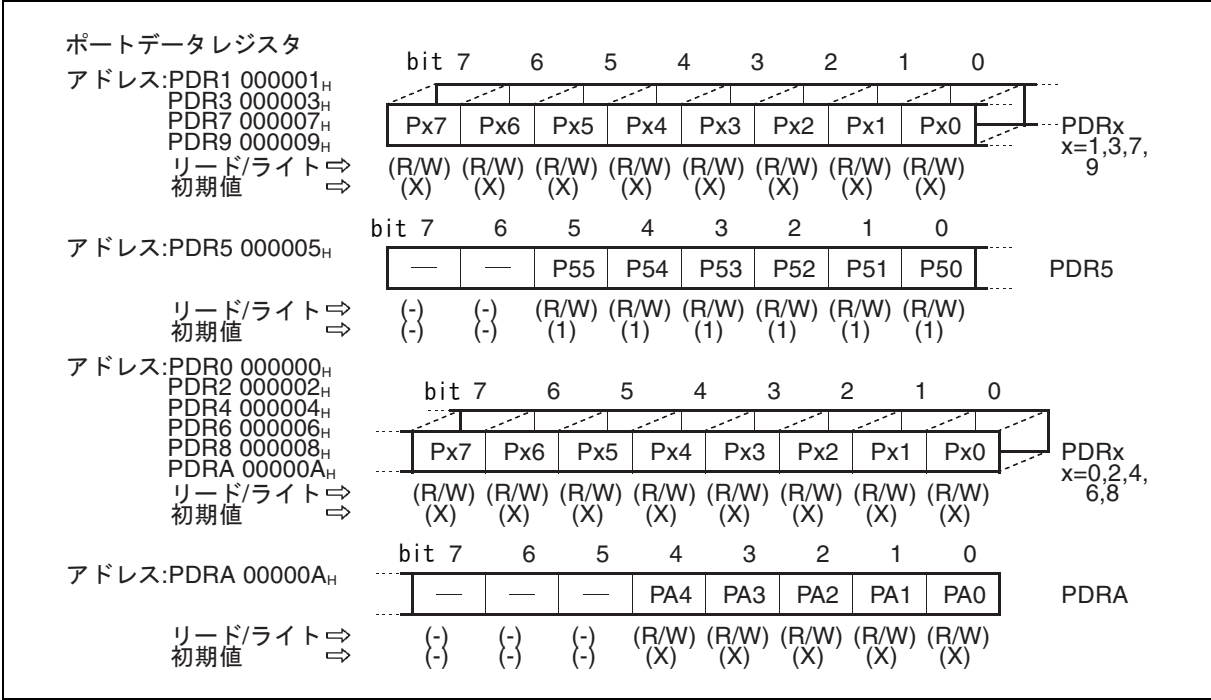 ポートデータレジスタ
bit 7 6 5 4 3 2 1 0
アドレス:PDR1 000001H
PDR3 000003H
PDR7 000007H
PDR9 000009H
Px7 Px6 Px5 Px4 Px3 Px2 Px1 Px0
PDRx
x=1,3,7,
9
リード/ライト⇨ (R/W) (R/W) (R/W) (R/W) (R/W) (R/W) (R/W) (R/W)
初期値 ⇨ (X) (X) (X) (X) (X) (X) (X) (X)
bit 7 6 5 4 3 2 1 0
アドレス:PDR5 000005H
— — P55 P54 P53 P52 P51 P50
PDR5
リード/ライト⇨ (-) (-) (R/W) (R/W) (R/W) (R/W) (R/W) (R/W)
初期値 ⇨ (-) (-) (1) (1) (1) (1) (1) (1)
アドレス:PDR0 000000H
PDR2 000002H
PDR4 000004H
PDR6 000006H
PDR8 000008H
PDRA 00000AH
bit 7 6 5 4 3 2 1 0
Px7 Px6 Px5 Px4 Px3 Px2 Px1 Px0
PDRx
x=0,2,4,
6,8
リード/ライト⇨ (R/W) (R/W) (R/W) (R/W) (R/W) (R/W) (R/W) (R/W)
初期値 ⇨ (X) (X) (X) (X) (X) (X) (X) (X)
bit 7 6 5 4 3 2 1 0
アドレス:PDRA 00000AH
— — — PA4 PA3 PA2 PA1 PA0
PDRA
リード/ライト⇨ (-) (-) (-) (R/W) (R/W) (R/W) (R/W) (R/W)
初期値 ⇨ (-) (-) (-) (X) (X) (X) (X) (X)